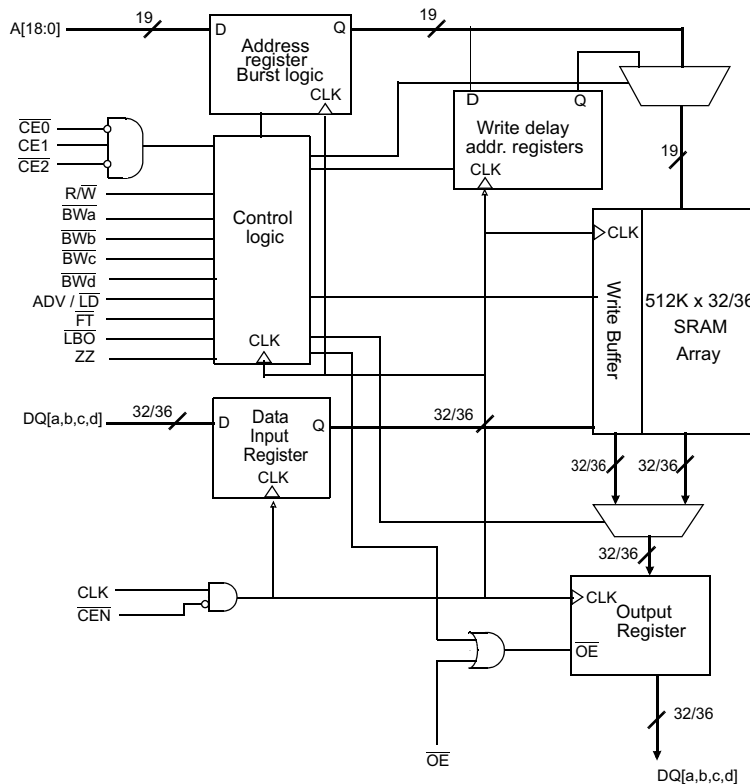 A[18:0]
19
D
Q
Address
register
Burst logic
CLK
19
D
Q
Write delay
addr. registers
CLK
19
CE0
CE1
CE2
R/W
BWa
BWb
BWc
BWd
ADV / LD
FT
LBO
ZZ
Control
logic
CLK
CLK
Write Buffer
512K x 32/36
SRAM
Array
DQ[a,b,c,d]
32/36
D
Q
Data
Input
Register
CLK
32/36
32/36
32/36
32/36
CLK
CEN
CLK
Output
Register
OE
OE
32/36
DQ[a,b,c,d]